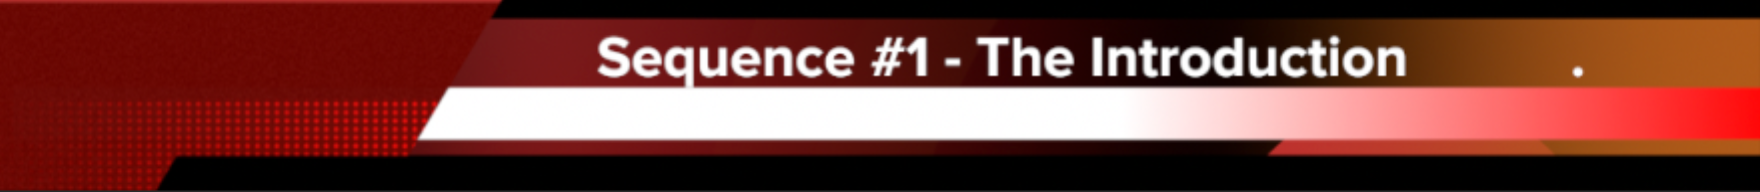 Sequence #1 - The Introduction .